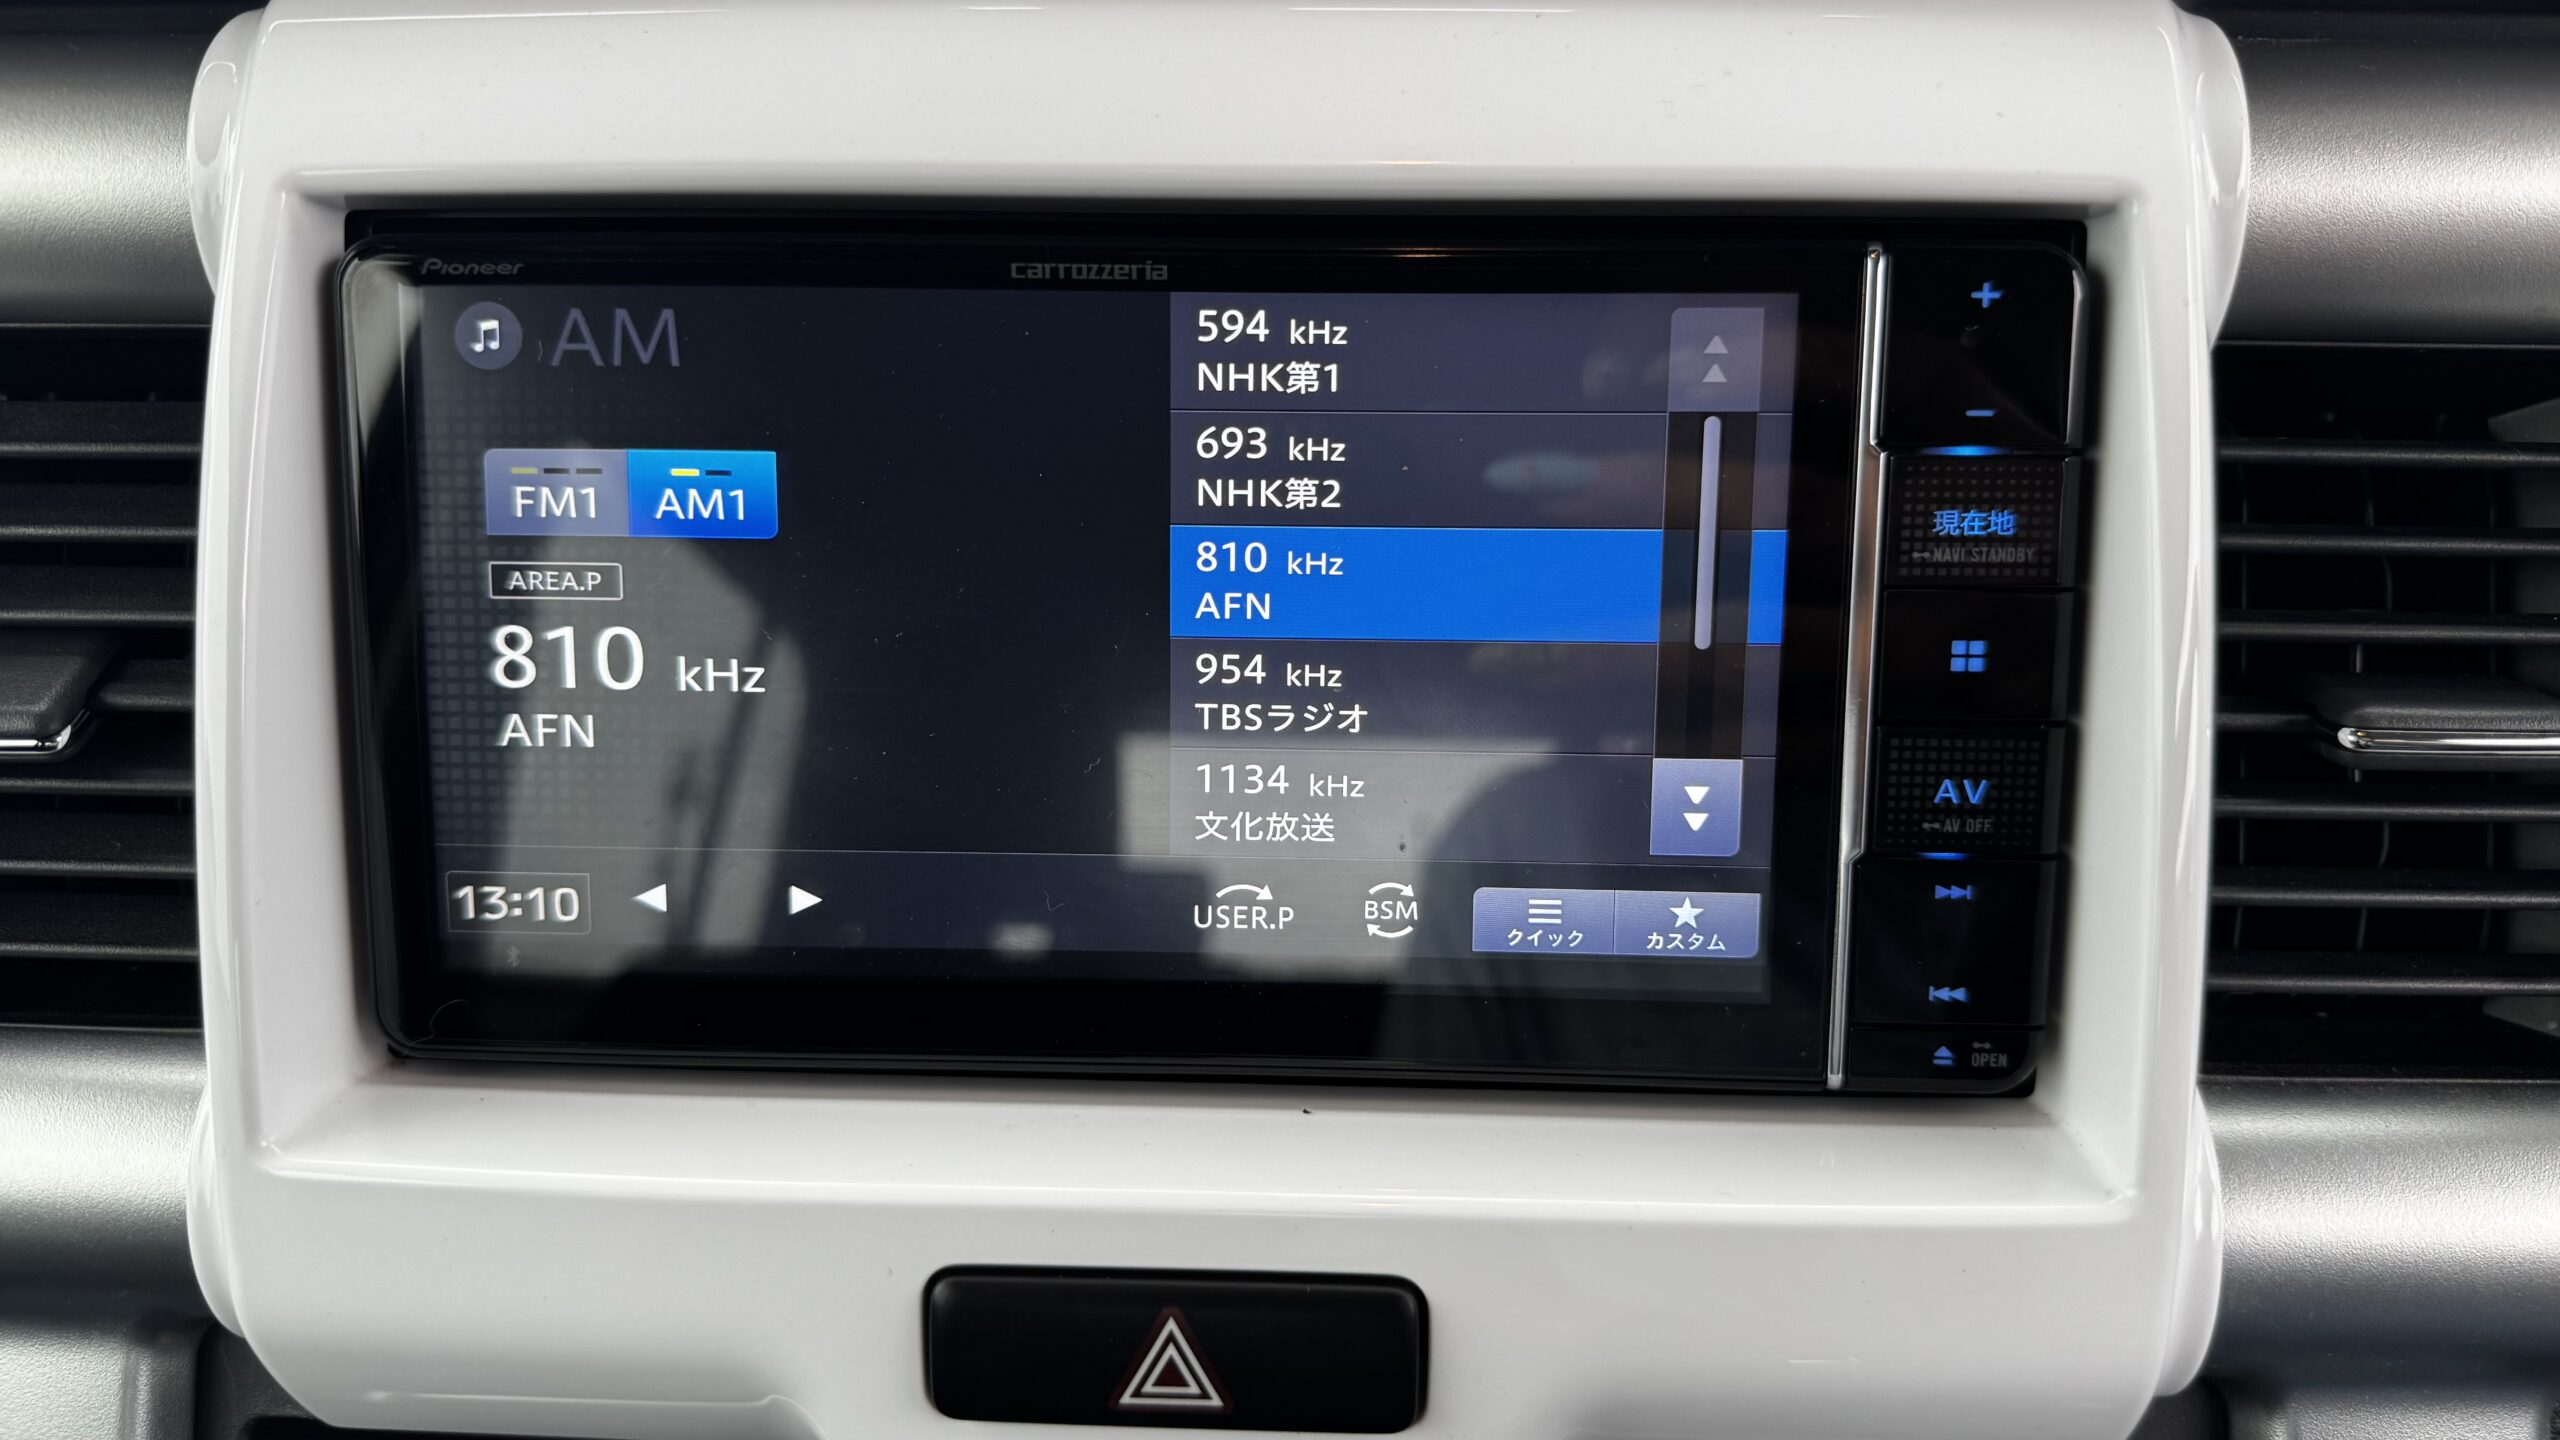 Pioneer
carrozzeria
AM
FM1
AM1
AREA.P
810 kHz
AFN
594 kHz
NHK第1
693 kHz
NHK第2
810 kHz
AFN
954 kHz
TBSラジオ
1134 kHz
文化放送
13:10
USER.P
BSM
クイック
カスタム
+
−
現在地
NAVI STANDBY
AV
AV OFF
OPEN